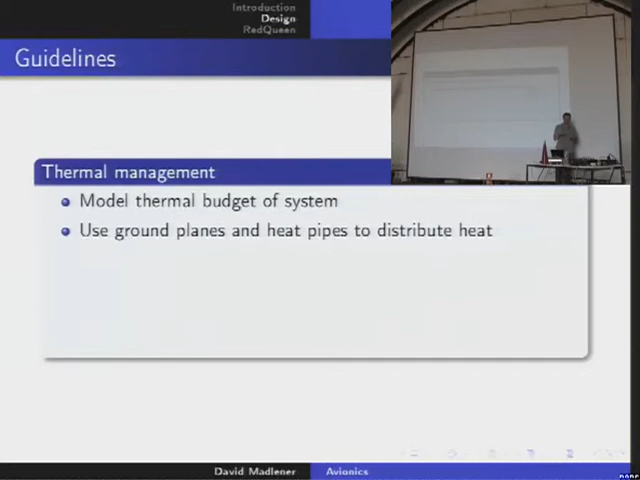 Introduction
Design
RedQueen
Guidelines
Thermal management
Model thermal budget of system
Use ground planes and heat pipes to distribute heat
David Madlener
Avionics